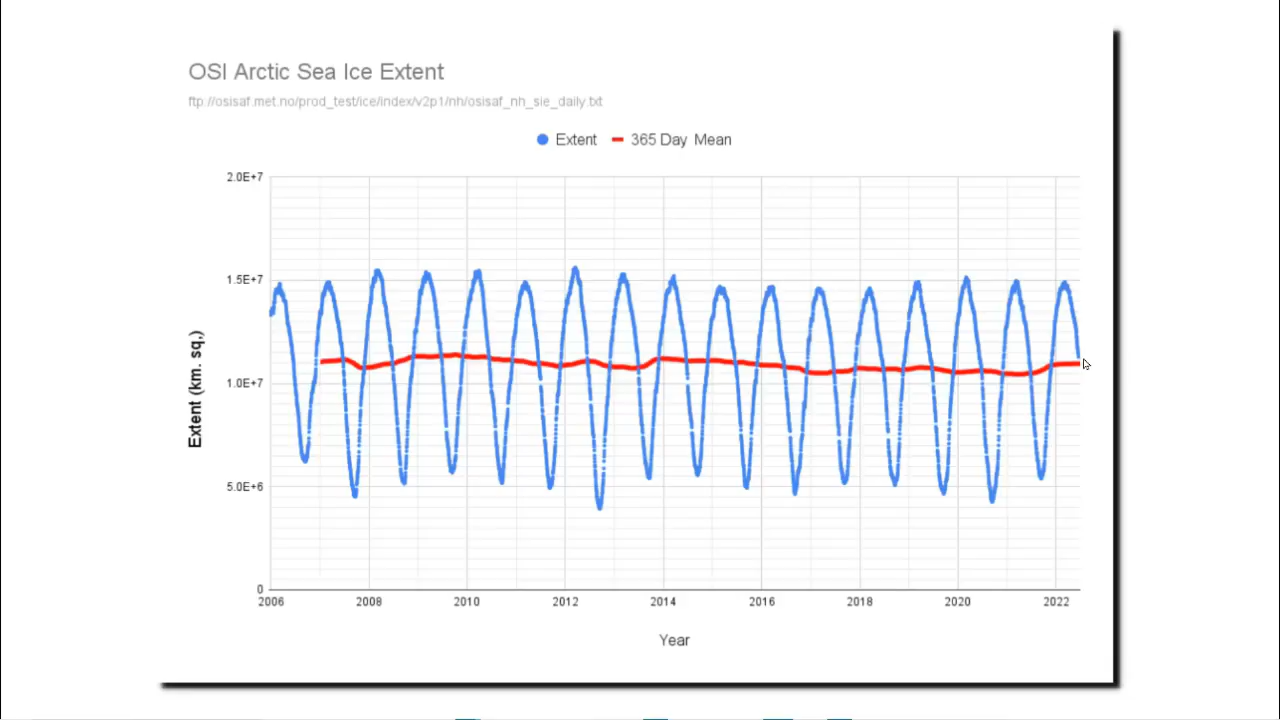 OSI Arctic Sea Ice Extent
ftp://osisaf.met.no/prod_test/ice/index/v2p1/nh/osisaf_nh_sie_daily.txt
Extent 365 Day Mean
2.0E+7
1.5E+7
1.0E+7
5.0E+6
0
Extent (km. sq,)
2006 2008 2010 2012 2014 2016 2018 2020 2022
Year